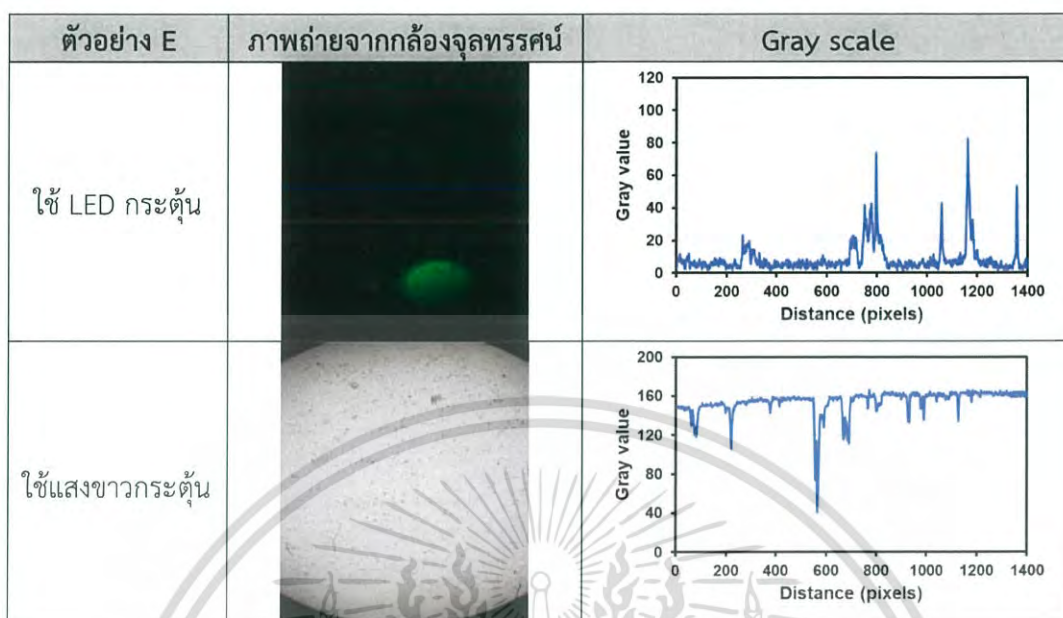 ตัวอย่าง E ภาพถ่ายจากกล้องจุลทรรศน์ Gray scale
ใช้ LED กระตุ้น
120
100
80
60
40
20
0
Gray value
0 200 400 600 800 1000 1200 1400
Distance (pixels)
ใช้แสงขาวกระตุ้น
200
160
120
80
40
0
Gray value
0 200 400 600 800 1000 1200 1400
Distance (pixels)